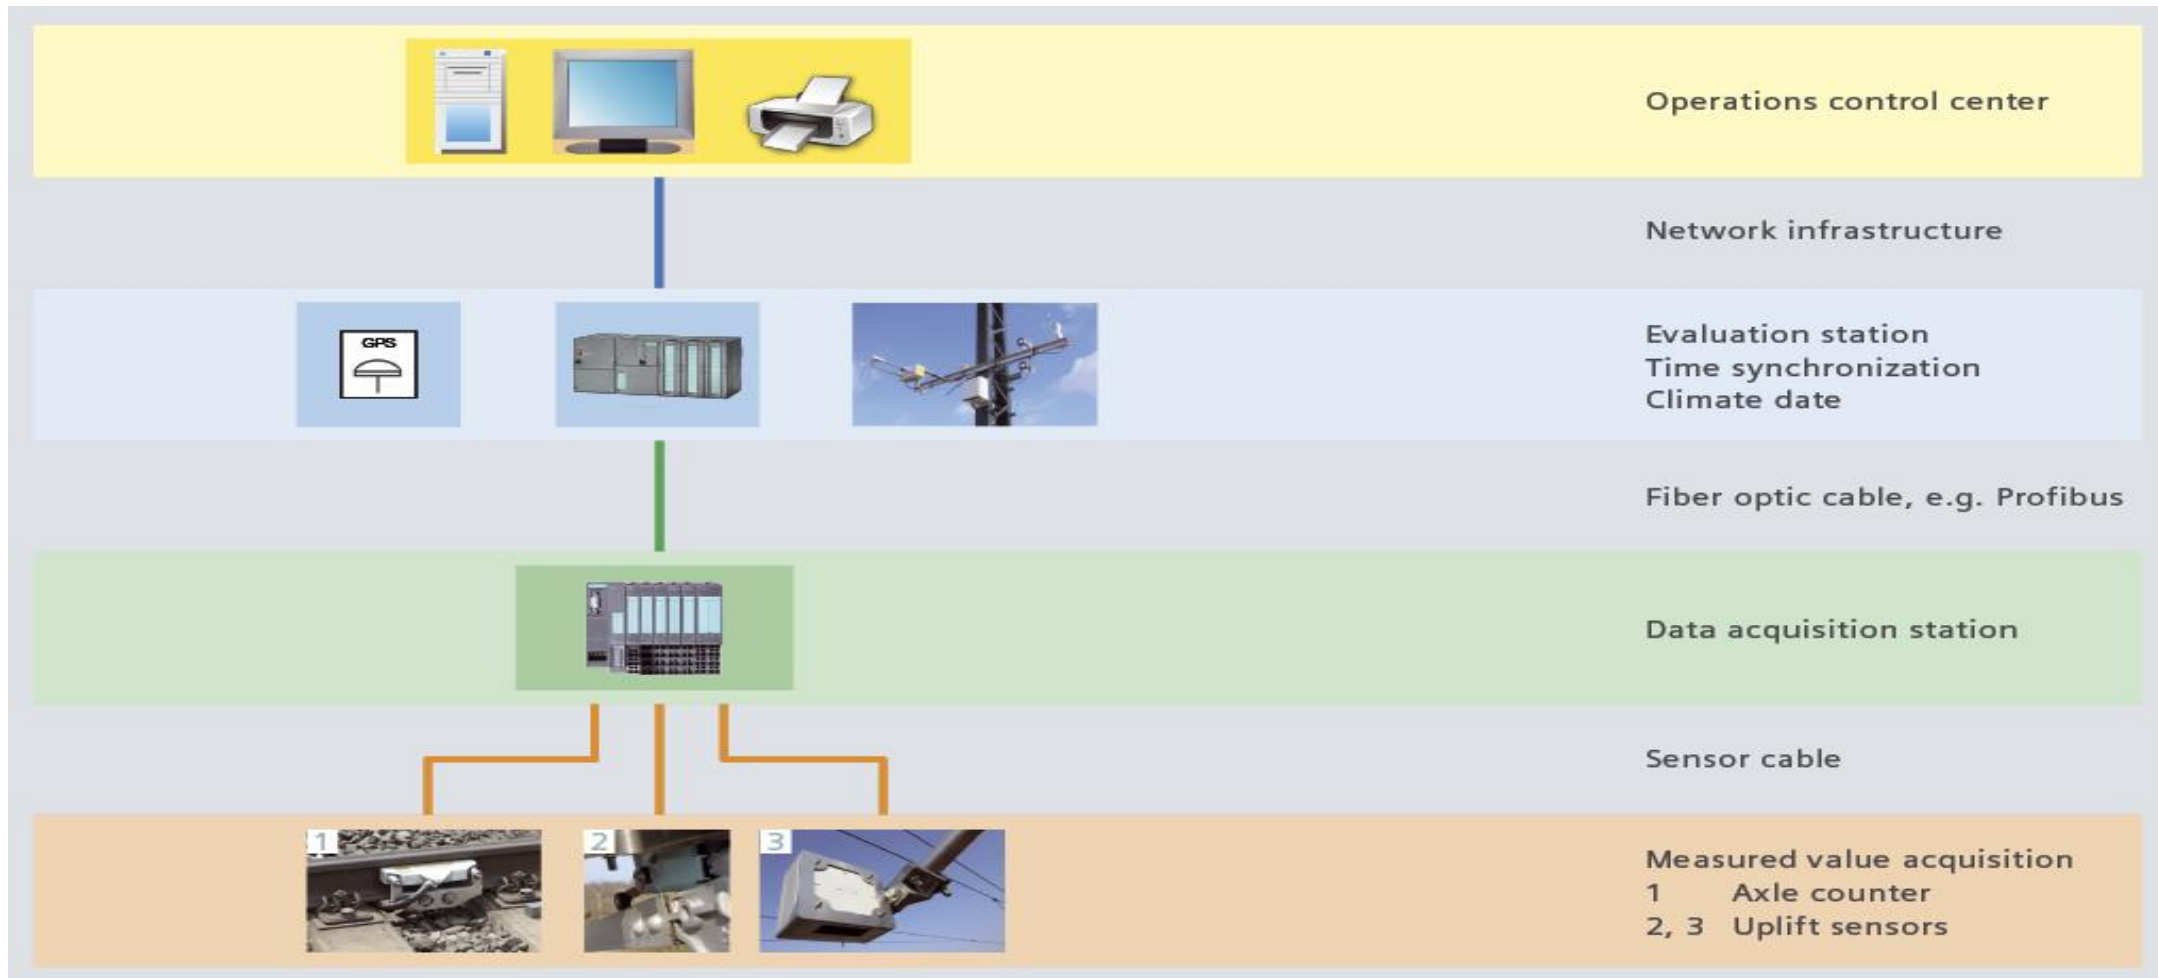 Operations control center
Network infrastructure
GPS
Evaluation station
Time synchronization
Climate date
Fiber optic cable, e.g. Profibus
Data acquisition station
Sensor cable
1
2
3
Measured value acquisition
1 Axle counter
2, 3 Uplift sensors